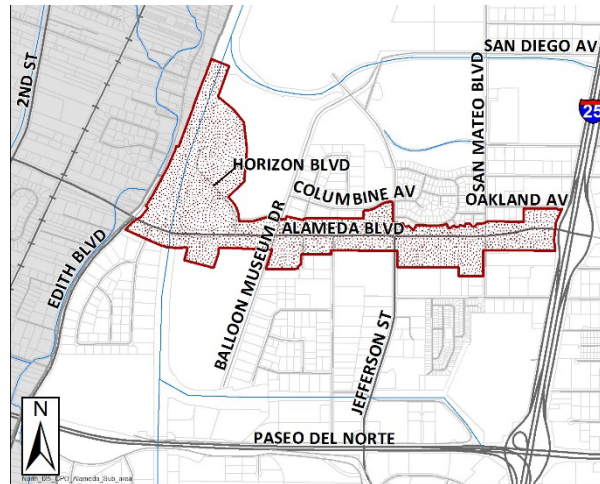 SAN DIEGO AV
2ND ST
SAN MATEO BLVD
25
HORIZON BLVD
COLUMBINE AV
OAKLAND AV
ALAMEDA BLVD
EDITH BLVD
BALLOON MUSEUM DR
JEFFERSON ST
N
PASEO DEL NORTE
North_I25_CPO_Alameda_Sub_area